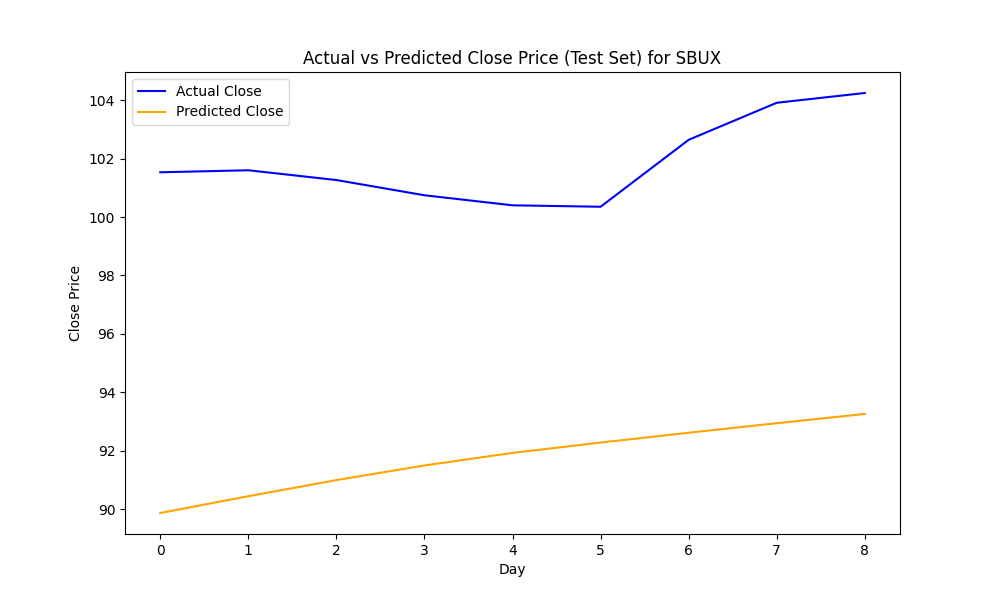 Actual vs Predicted Close Price (Test Set) for SBUX
Actual Close
Predicted Close
104
102
100
98
96
94
92
90
Close Price
0 1 2 3 4 5 6 7 8
Day